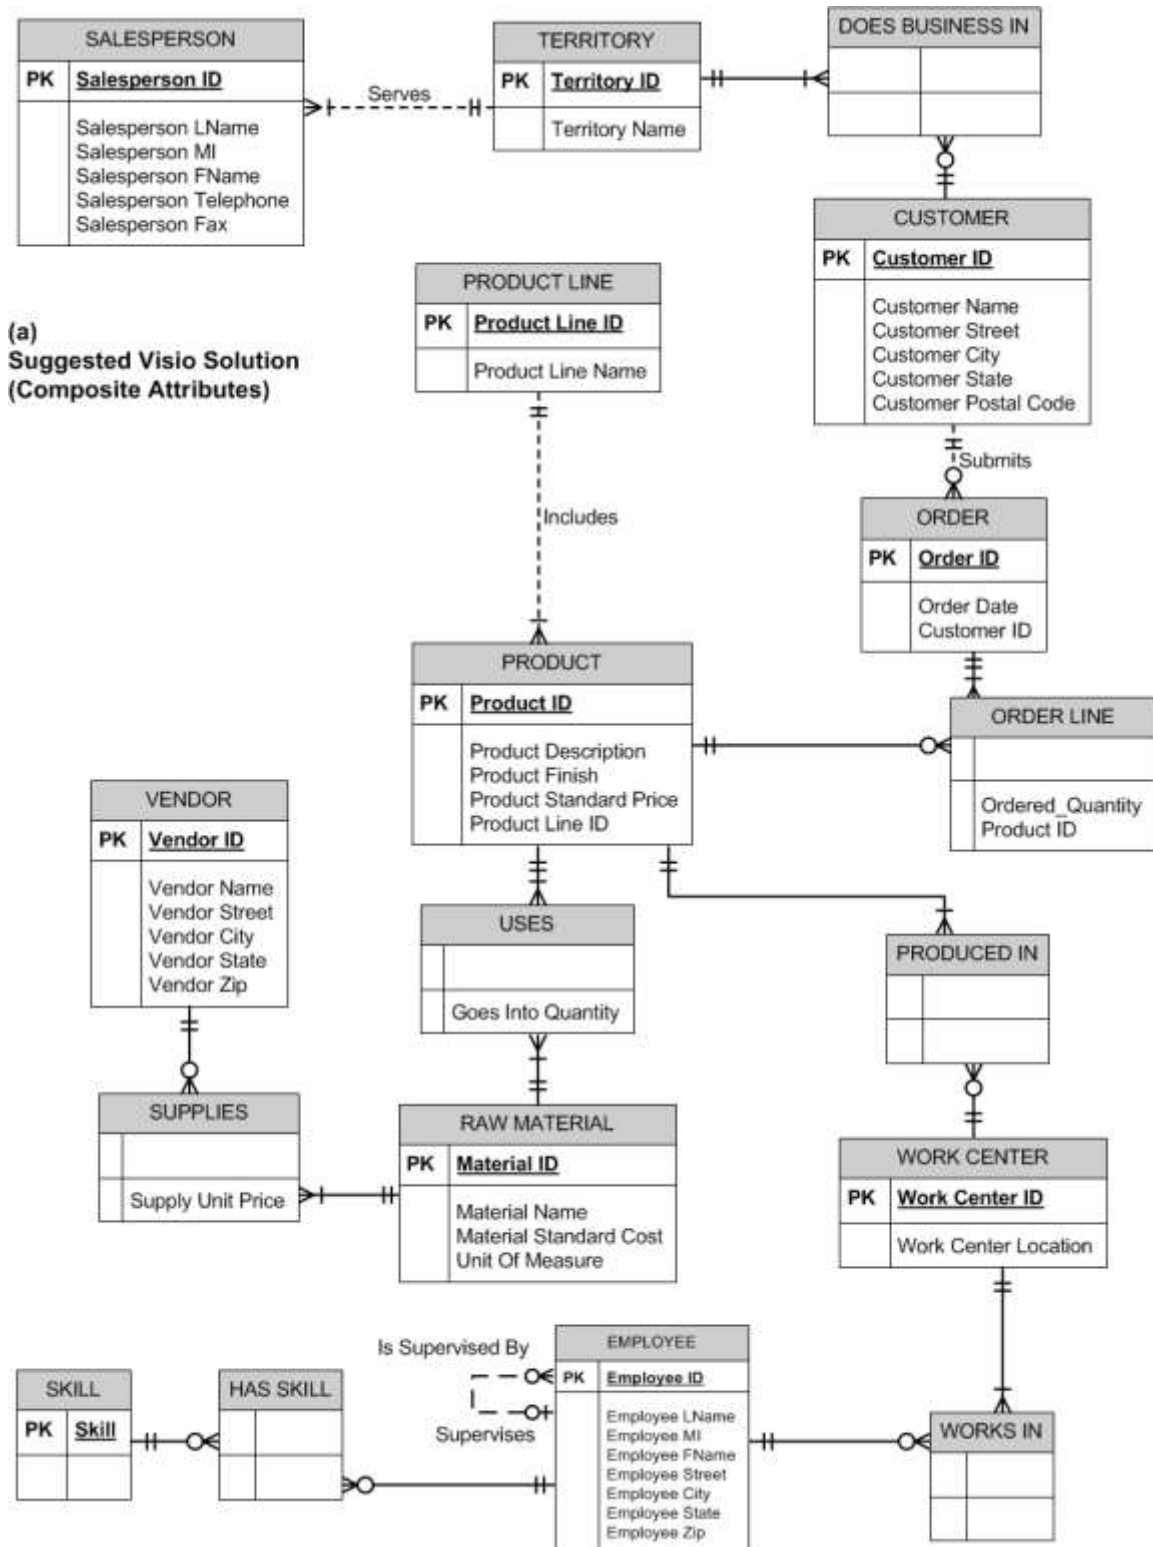 SALESPERSON
PK Salesperson ID
Salesperson LName
Salesperson MI
Salesperson FName
Salesperson Telephone
Salesperson Fax
Serves
TERRITORY
PK Territory ID
Territory Name
DOES BUSINESS IN
CUSTOMER
PK Customer ID
Customer Name
Customer Street
Customer City
Customer State
Customer Postal Code
(a)
Suggested Visio Solution
(Composite Attributes)
PRODUCT LINE
PK Product Line ID
Product Line Name
Submits
Includes
ORDER
PK Order ID
Order Date
Customer ID
PRODUCT
PK Product ID
Product Description
Product Finish
Product Standard Price
Product Line ID
ORDER LINE
Ordered_Quantity
Product ID
VENDOR
PK Vendor ID
Vendor Name
Vendor Street
Vendor City
Vendor State
Vendor Zip
USES
Goes Into Quantity
PRODUCED IN
SUPPLIES
Supply Unit Price
RAW MATERIAL
PK Material ID
Material Name
Material Standard Cost
Unit Of Measure
WORK CENTER
PK Work Center ID
Work Center Location
Is Supervised By
Supervises
EMPLOYEE
PK Employee ID
Employee LName
Employee MI
Employee FName
Employee Street
Employee City
Employee State
Employee Zip
SKILL
PK Skill
HAS SKILL
WORKS IN